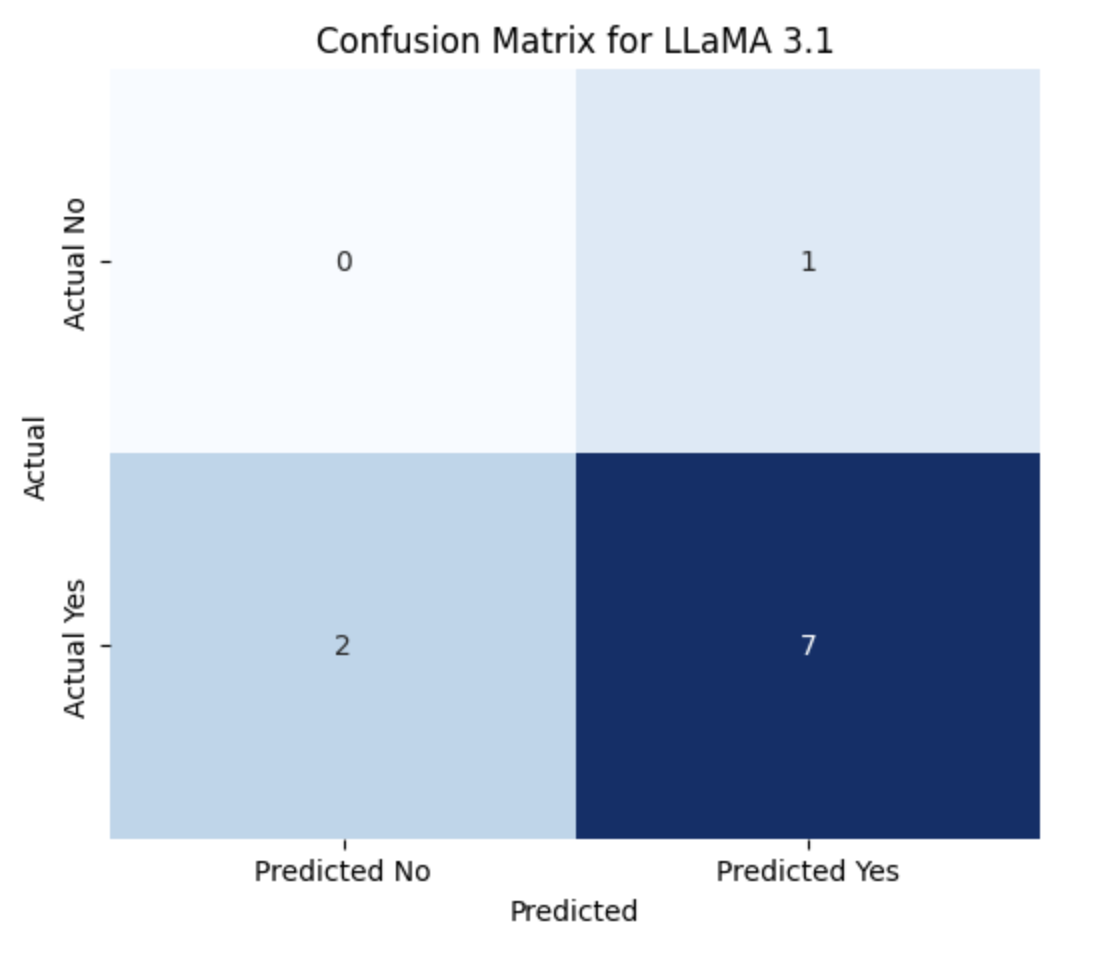 Confusion Matrix for LLaMA 3.1
Actual No
0
1
Actual
Actual Yes
2
7
Predicted No
Predicted Yes
Predicted